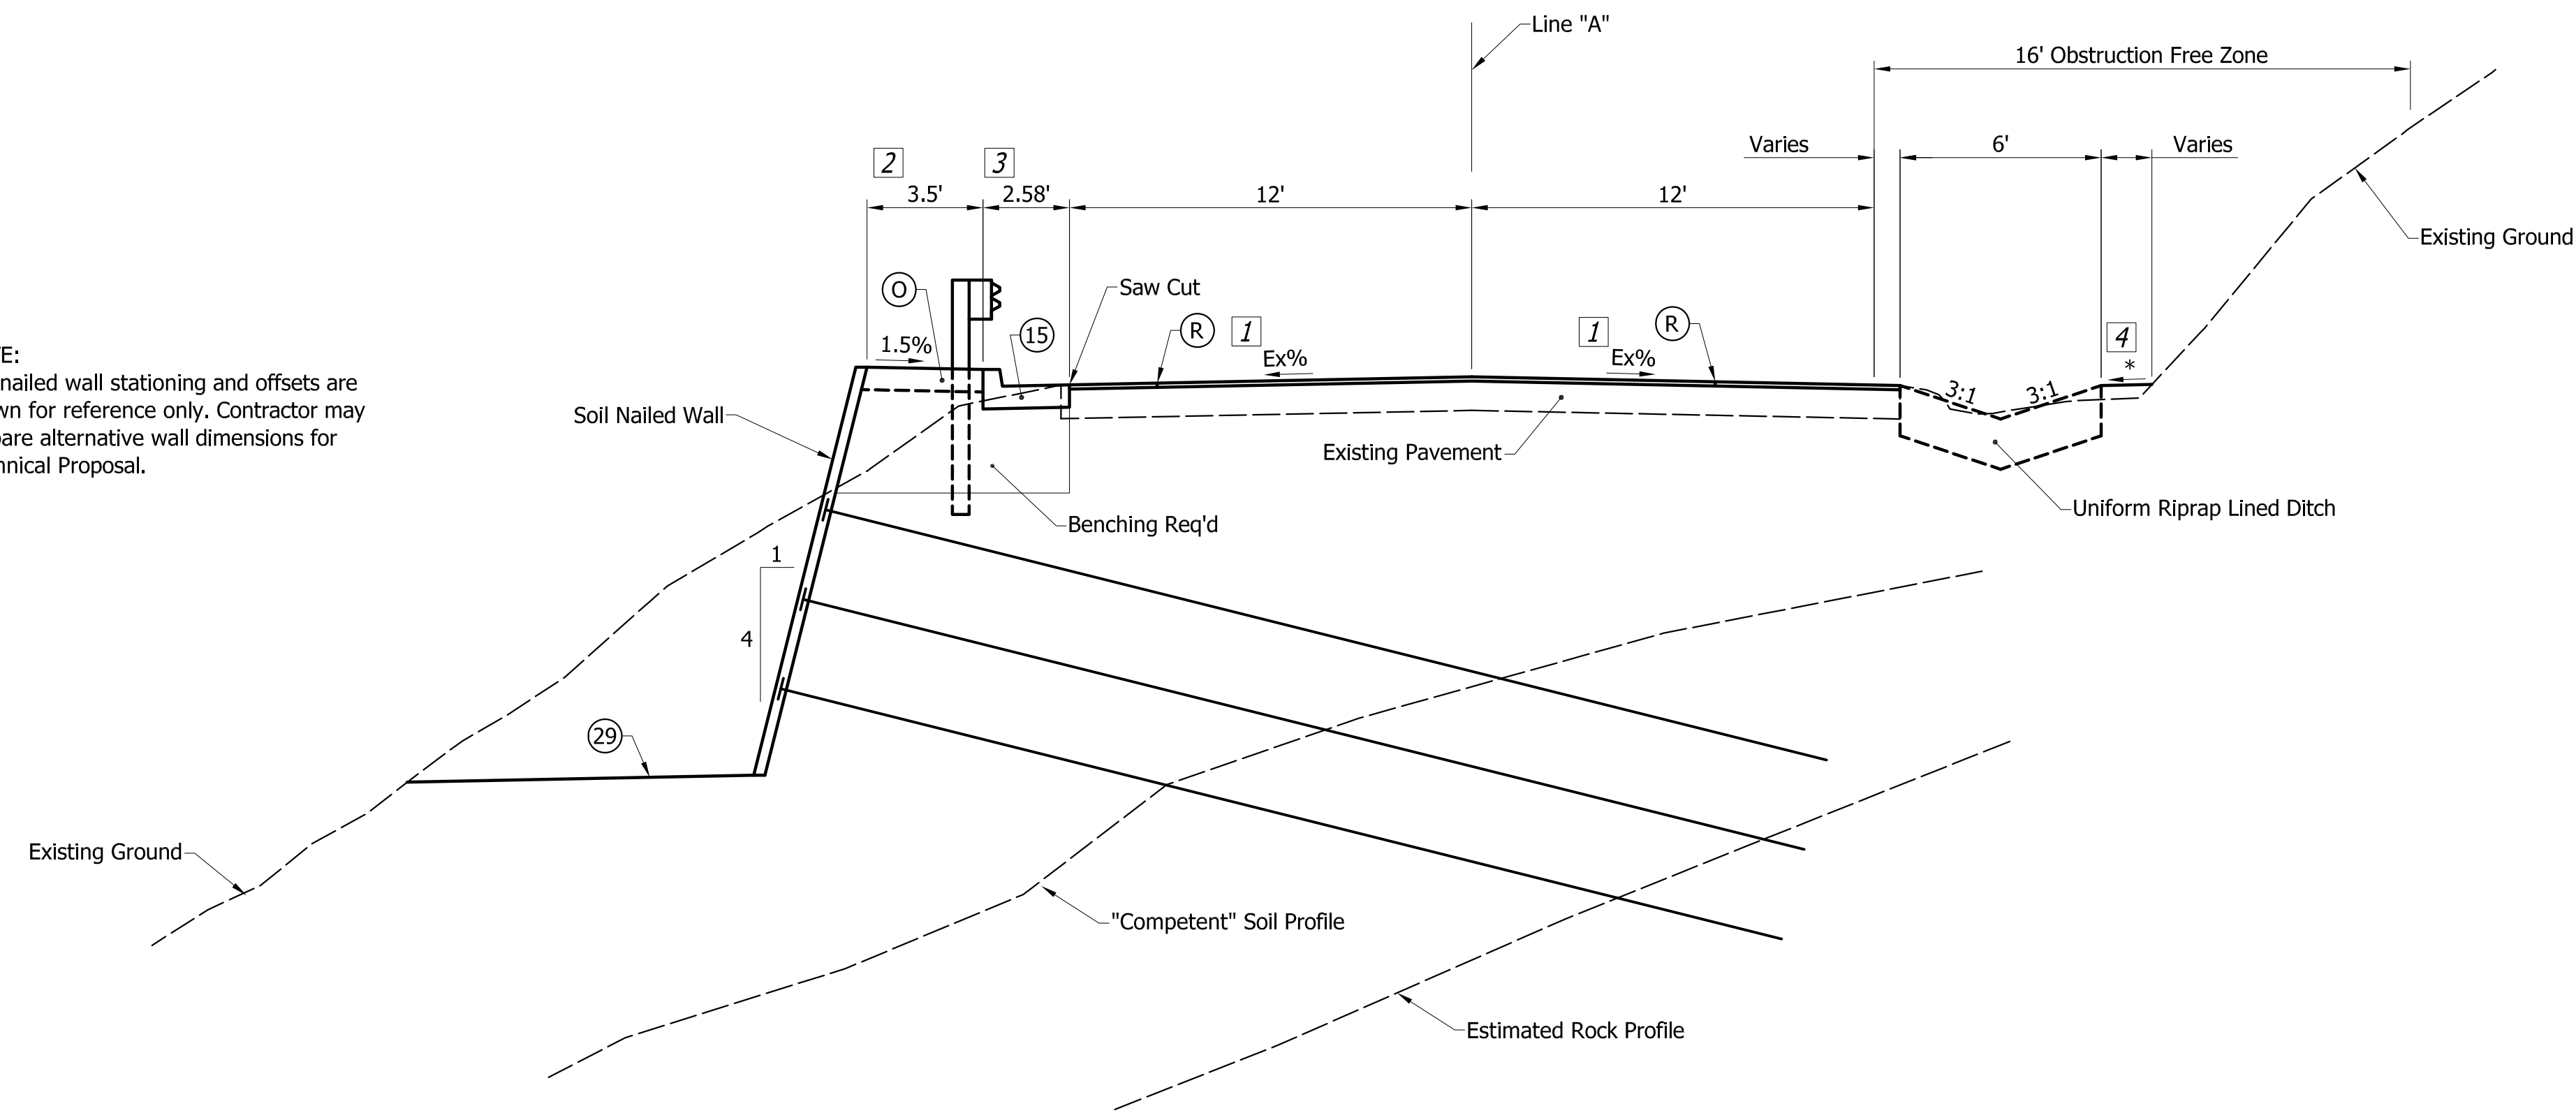 Line "A"
16' Obstruction Free Zone
Varies
6'
Varies
2
3
3.5'
2.58'
12'
12'
Existing Ground
O
Saw Cut
15
R
1
1
R
4
1.5%
Ex%
Ex%
*
3:1
3:1
nailed wall stationing and offsets are
for reference only. Contractor may
alternative wall dimensions for
Proposal.
Soil Nailed Wall
Existing Pavement
Uniform Riprap Lined Ditch
Benching Req'd
1
4
29
Existing Ground
"Competent" Soil Profile
Estimated Rock Profile